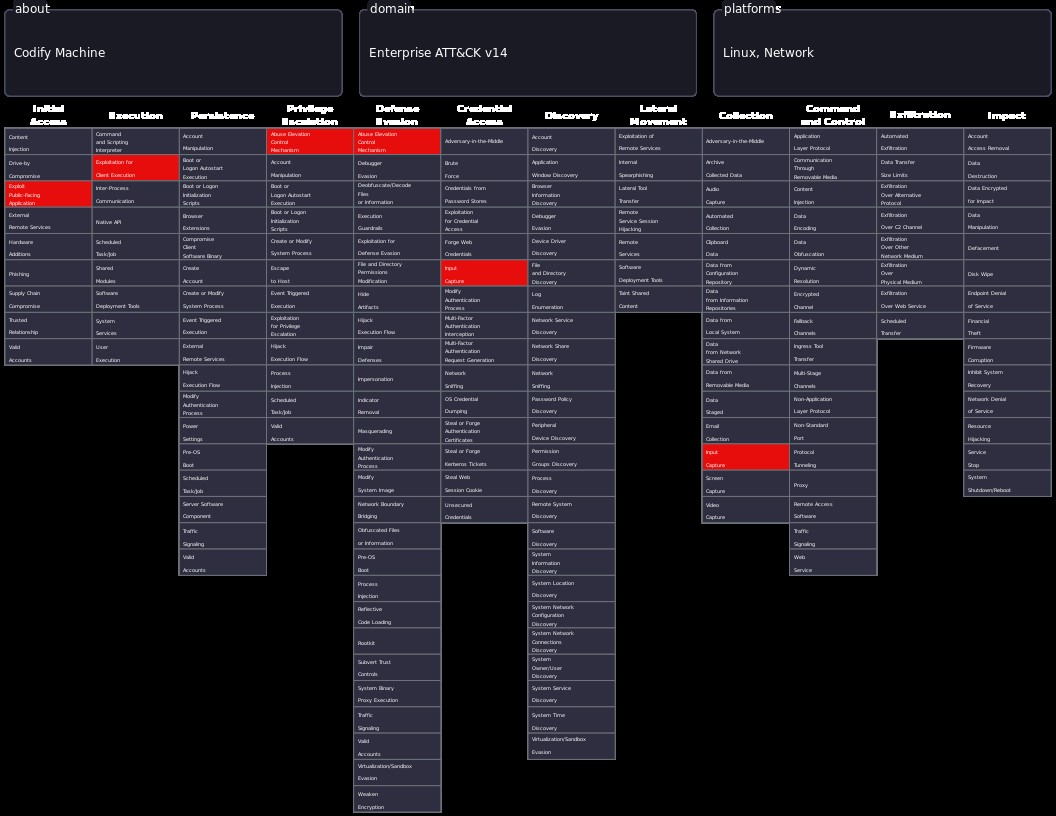 about
Codify Machine
domain
Enterprise ATT&CK v14
platforms
Linux, Network
Initial
Access
Content
Injection
Drive-by
Compromise
Exploit
Public-Facing
Application
External
Remote Services
Hardware
Additions
Phishing
Supply Chain
Compromise
Trusted
Relationship
Valid
Accounts
Execution
Command
and Scripting
Interpreter
Exploitation for
Client Execution
Inter-Process
Communication
Native API
Scheduled
Task/Job
Shared
Modules
Software
Deployment Tools
System
Services
User
Execution
Persistence
Account
Manipulation
Boot or
Logon Autostart
Execution
Boot or Logon
Initialization
Scripts
Browser
Extensions
Compromise
Client
Software Binary
Create
Account
Create or Modify
System Process
Event Triggered
Execution
External
Remote Services
Hijack
Execution Flow
Modify
Authentication
Process
Power
Settings
Pre-OS
Boot
Scheduled
Task/Job
Server Software
Component
Traffic
Signaling
Valid
Accounts
Privilege
Escalation
Abuse Elevation
Control
Mechanism
Account
Manipulation
Boot or
Logon Autostart
Execution
Boot or Logon
Initialization
Scripts
Create or Modify
System Process
Escape
to Host
Event Triggered
Execution
Exploitation
for Privilege
Escalation
Hijack
Execution Flow
Process
Injection
Scheduled
Task/Job
Valid
Accounts
Defense
Evasion
Abuse Elevation
Control
Mechanism
Debugger
Evasion
Deobfuscate/Decode
Files
or Information
Execution
Guardrails
Exploitation for
Defense Evasion
File and Directory
Permissions
Modification
Hide
Artifacts
Hijack
Execution Flow
Impair
Defenses
Impersonation
Indicator
Removal
Masquerading
Modify
Authentication
Process
Modify
System Image
Network Boundary
Bridging
Obfuscated Files
or Information
Pre-OS
Boot
Process
Injection
Reflective
Code Loading
Rootkit
Subvert Trust
Controls
System Binary
Proxy Execution
Traffic
Signaling
Valid
Accounts
Virtualization/Sandbox
Evasion
Weaken
Encryption
Credential
Access
Adversary-in-the-Middle
Brute
Force
Credentials from
Password Stores
Exploitation
for Credential
Access
Forge Web
Credentials
Input
Capture
Modify
Authentication
Process
Multi-Factor
Authentication
Interception
Multi-Factor
Authentication
Request Generation
Network
Sniffing
OS Credential
Dumping
Steal or Forge
Authentication
Certificates
Steal or Forge
Kerberos Tickets
Steal Web
Session Cookie
Unsecured
Credentials
Discovery
Account
Discovery
Application
Window Discovery
Browser
Information
Discovery
Debugger
Evasion
Device Driver
Discovery
File
and Directory
Discovery
Log
Enumeration
Network Service
Discovery
Network Share
Discovery
Network
Sniffing
Password Policy
Discovery
Peripheral
Device Discovery
Permission
Groups Discovery
Process
Discovery
Remote System
Discovery
Software
Discovery
System
Information
Discovery
System Location
Discovery
System Network
Configuration
Discovery
System Network
Connections
Discovery
System
Owner/User
Discovery
System Service
Discovery
System Time
Discovery
Virtualization/Sandbox
Evasion
Lateral
Movement
Exploitation of
Remote Services
Internal
Spearphishing
Lateral Tool
Transfer
Remote
Service Session
Hijacking
Remote
Services
Software
Deployment Tools
Taint Shared
Content
Collection
Adversary-in-the-Middle
Archive
Collected Data
Audio
Capture
Automated
Collection
Clipboard
Data
Data from
Configuration
Repository
Data
from Information
Repositories
Data from
Local System
Data
from Network
Shared Drive
Data from
Removable Media
Data
Staged
Email
Collection
Input
Capture
Screen
Capture
Video
Capture
Command
and Control
Application
Layer Protocol
Communication
Through
Removable Media
Content
Injection
Data
Encoding
Data
Obfuscation
Dynamic
Resolution
Encrypted
Channel
Fallback
Channels
Ingress Tool
Transfer
Multi-Stage
Channels
Non-Application
Layer Protocol
Non-Standard
Port
Protocol
Tunneling
Proxy
Remote Access
Software
Traffic
Signaling
Web
Service
Exfiltration
Automated
Exfiltration
Data Transfer
Size Limits
Exfiltration
Over Alternative
Protocol
Exfiltration
Over C2 Channel
Exfiltration
Over Other
Network Medium
Exfiltration
Over
Physical Medium
Exfiltration
Over Web Service
Scheduled
Transfer
Impact
Account
Access Removal
Data
Destruction
Data Encrypted
for Impact
Data
Manipulation
Defacement
Disk Wipe
Endpoint Denial
of Service
Financial
Theft
Firmware
Corruption
Inhibit System
Recovery
Network Denial
of Service
Resource
Hijacking
Service
Stop
System
Shutdown/Reboot